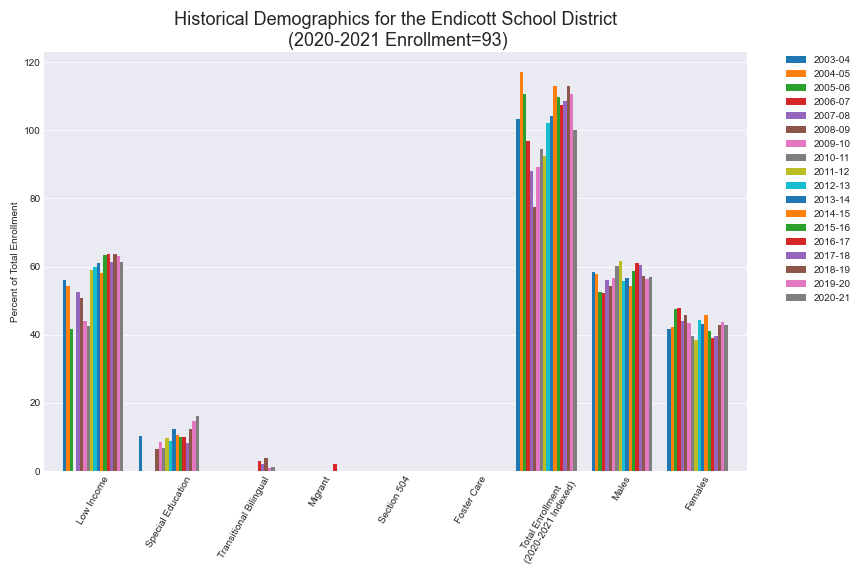 Historical Demographics for the Endicott School District
(2020-2021 Enrollment=93)
120
100
80
60
40
20
0
Percent of Total Enrollment
Low Income
Special Education
Transitional Bilingual
Migrant
Section 504
Foster Care
Total Enrollment
(2020-2021 Indexed)
Males
Females
2003-04
2004-05
2005-06
2006-07
2007-08
2008-09
2009-10
2010-11
2011-12
2012-13
2013-14
2014-15
2015-16
2016-17
2017-18
2018-19
2019-20
2020-21